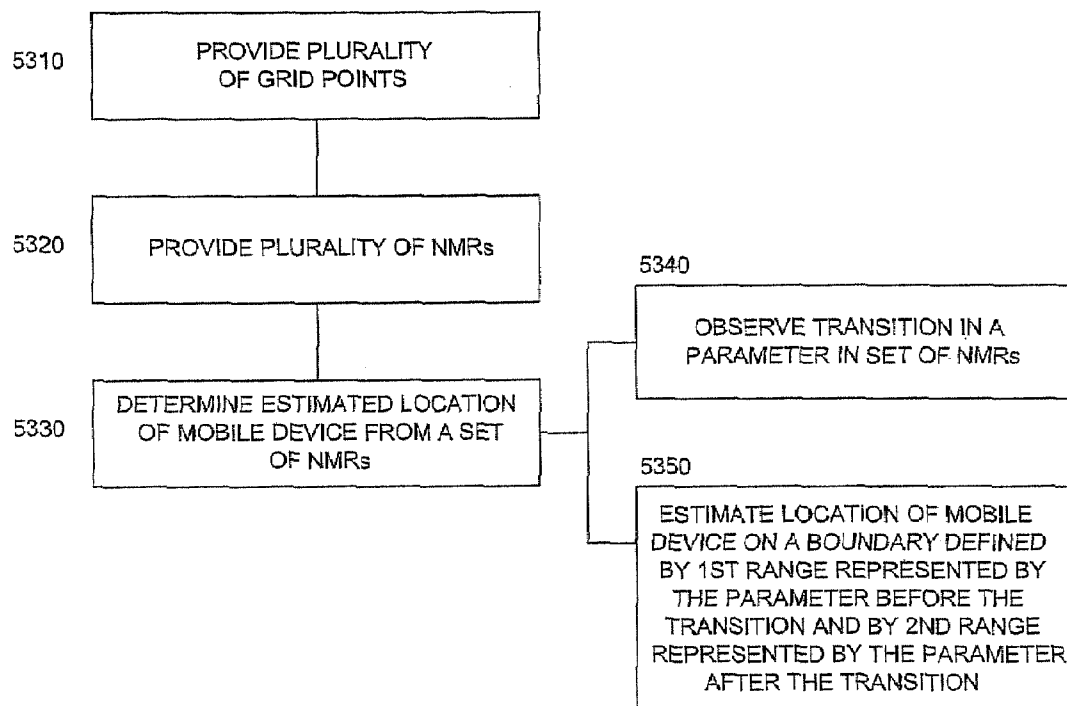 5310
PROVIDE PLURALITY
OF GRID POINTS
5320
PROVIDE PLURALITY OF NMRs
5330
DETERMINE ESTIMATED LOCATION
OF MOBILE DEVICE FROM A SET
OF NMRs
5340
OBSERVE TRANSITION IN A
PARAMETER IN SET OF NMRs
5350
ESTIMATE LOCATION OF MOBILE
DEVICE ON A BOUNDARY DEFINED
BY 1ST RANGE REPRESENTED BY
THE PARAMETER BEFORE THE
TRANSITION AND BY 2ND RANGE
REPRESENTED BY THE PARAMETER
AFTER THE TRANSITION